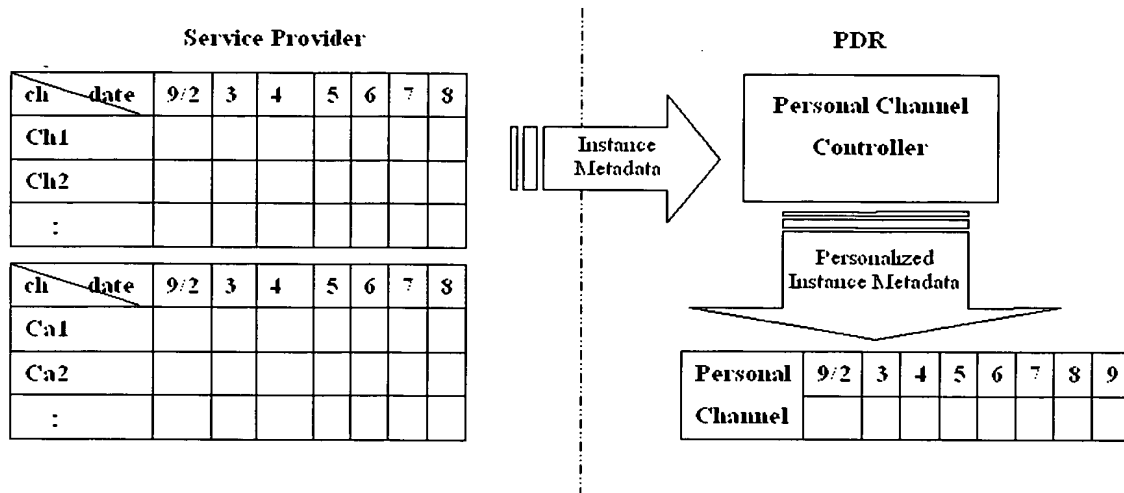 Service Provider
ch date 9/2 3 4 5 6 7 8
Ch1
Ch2
:
ch date 9/2 3 4 5 6 7 8
Ca1
Ca2
:
Instance
Metadata
PDR
Personal Channel
Controller
Personalized
Instance Metadata
Personal 9/2 3 4 5 6 7 8 9
Channel